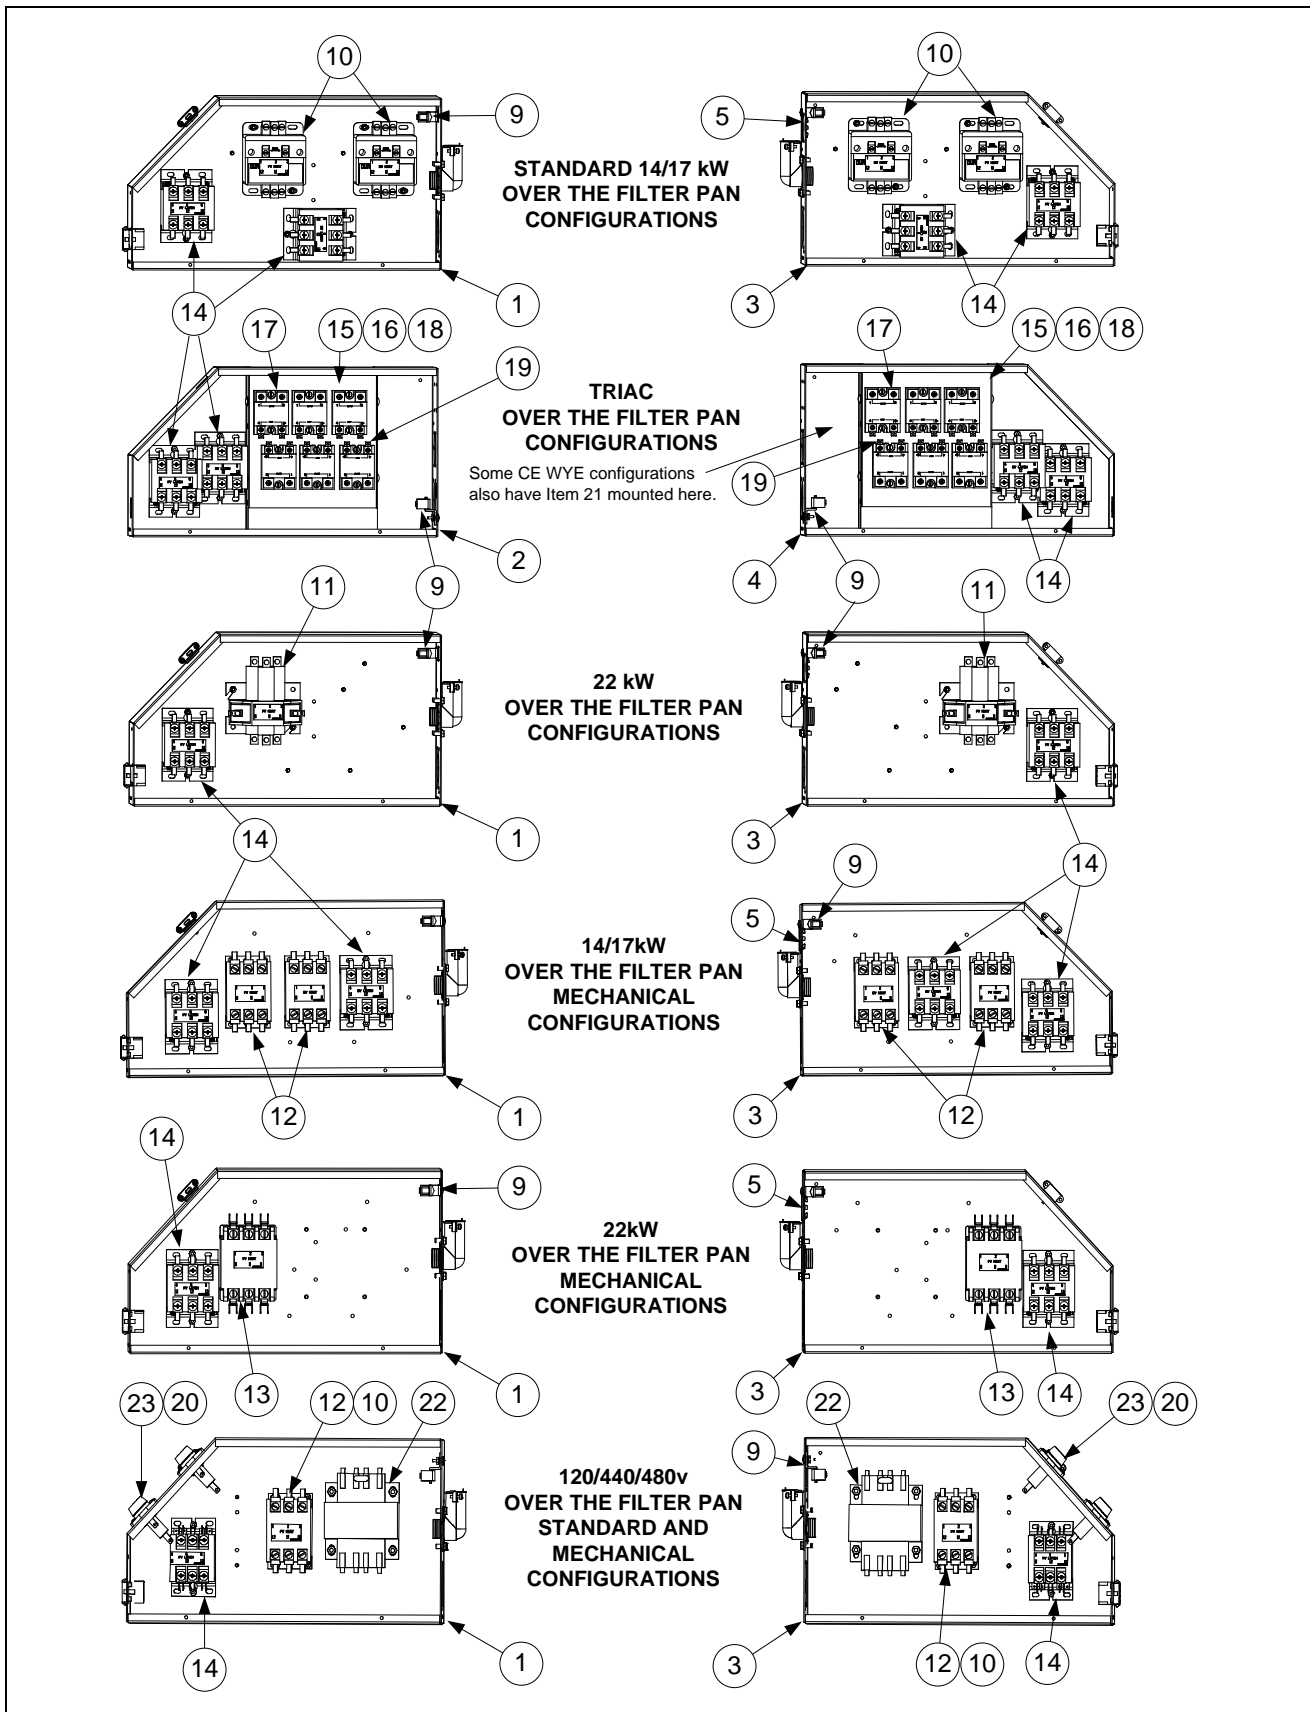 10
10
9
5
STANDARD 14/17 kW
OVER THE FILTER PAN
CONFIGURATIONS
14
1
3
14
17
15 16 18
19
17
15 16 18
TRIAC
OVER THE FILTER PAN
CONFIGURATIONS
Some CE WYE configurations
also have Item 21 mounted here.
19
2
9
4
9
14
11
11
22 kW
OVER THE FILTER PAN
CONFIGURATIONS
14
1
3
14
9
5
14/17kW
OVER THE FILTER PAN
MECHANICAL
CONFIGURATIONS
12
1
3
12
14
9
5
22kW
OVER THE FILTER PAN
MECHANICAL
CONFIGURATIONS
13
1
3
13
14
23 20
12 10
22
22
23 20
9
120/440/480v
OVER THE FILTER PAN
STANDARD AND
MECHANICAL
CONFIGURATIONS
14
1
3
12 10
14